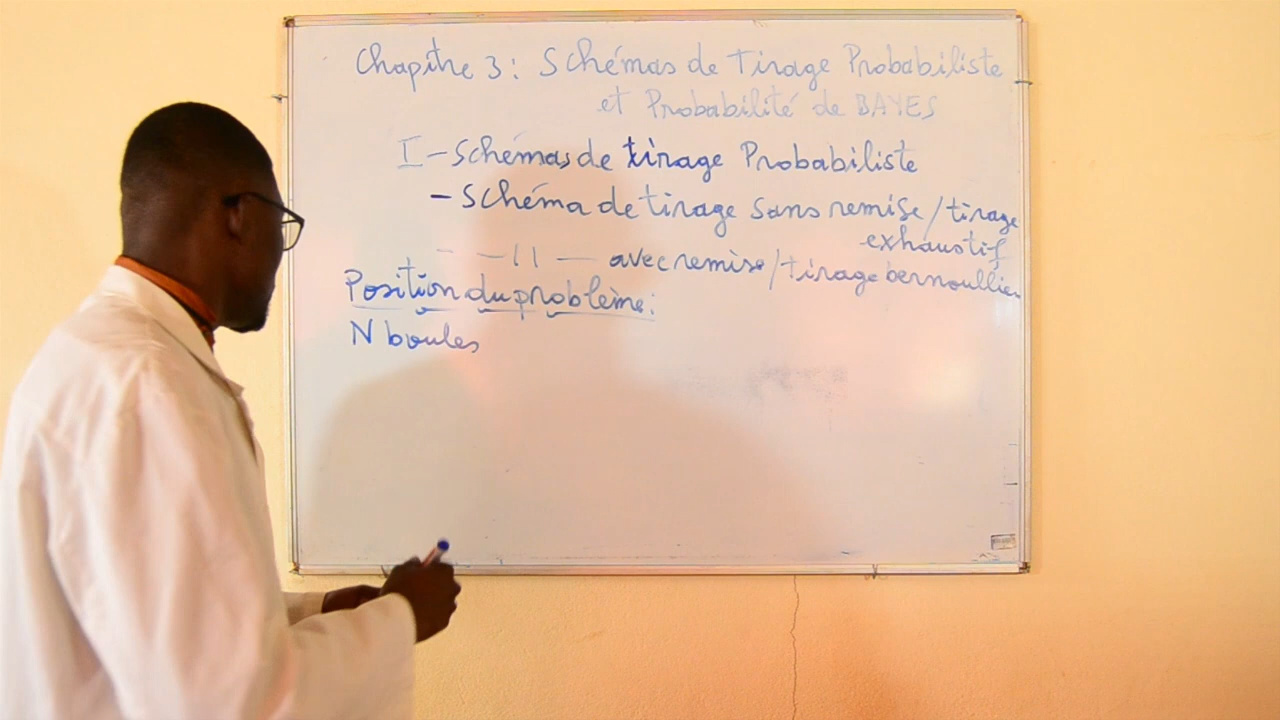 Chapitre 3: Schémas de Tirage Probabiliste
et Probabilité de BAYES
I - Schémas de tirage Probabiliste
- Schéma de tirage sans remise / tirage
exhaustif
- - // - avec remise / tirage bernoullien
Position du problème:
N boules